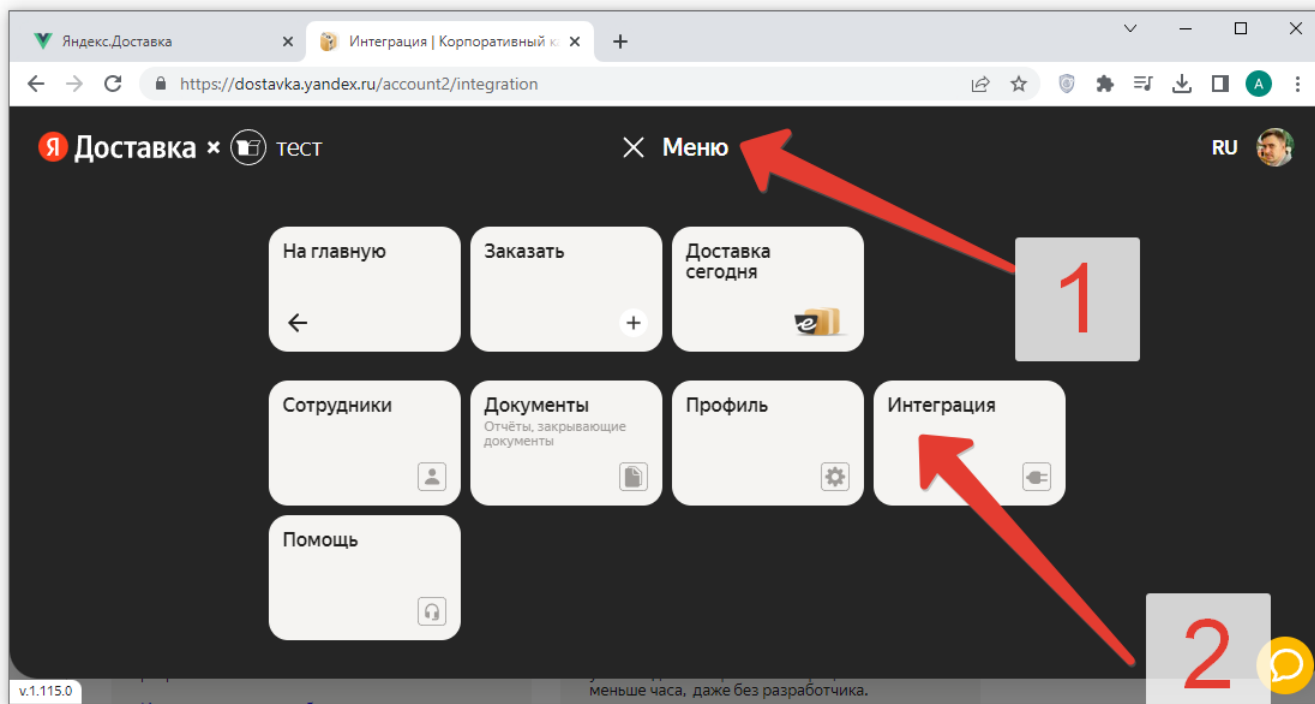 Яндекс.Доставка
Интеграция | Корпоративный к
https://dostavka.yandex.ru/account2/integration
A
Я Доставка × тест
Меню
RU
1
На главную
Заказать
Доставка
сегодня
Сотрудники
Документы
Отчёты, закрывающие
документы
Профиль
Интеграция
Помощь
2
v.1.115.0
меньше часа, даже без разработчика.